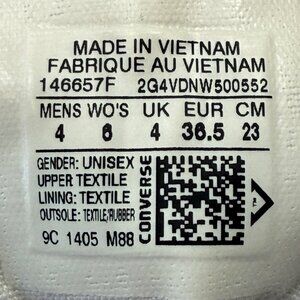 MADE IN VIETNAM
FABRIQUE AU VIETNAM
146657F 2G4VDNW500552
MENS WO'S UK EUR CM
4 6 4 36.5 23
GENDER: UNISEX
UPPER TEXTILE
LINING: TEXTILE
OUTSOLE: TEXTILE/RUBBER
9C 1405 M88
CONVERSE